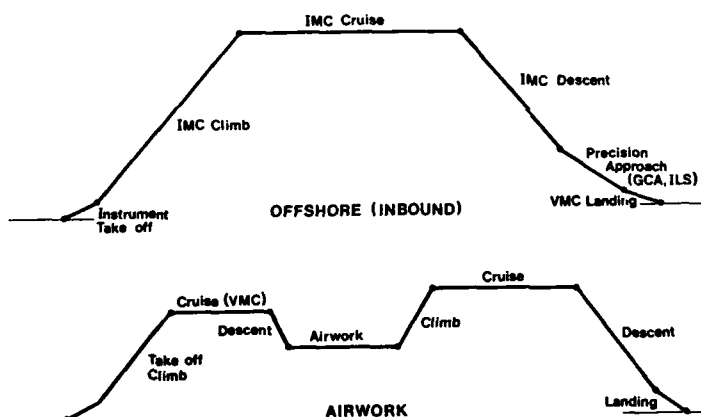 IMC Cruise
IMC Descent
IMC Climb
Precision
Approach
(GCA, ILS)
Instrument
Take off
OFFSHORE (INBOUND)
VMC Landing
Cruise (VMC)
Descent
Airwork
Cruise
Climb
Take off
Climb
Descent
Landing
AIRWORK